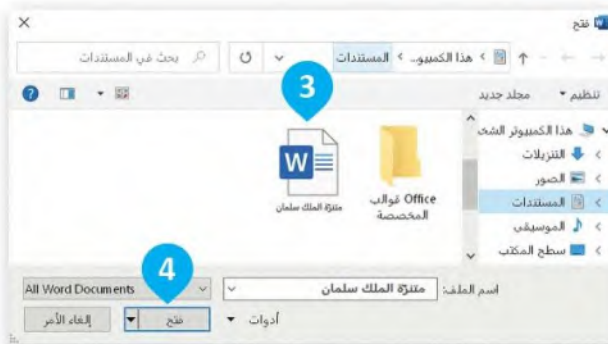 فتح
هذا الكمبيو... المستندات
بحث في المستندات
تنظيم
مجلد جديد
هذا الكمبيوتر الشخ
التنزيلات
الصور
المستندات
الموسيقى
سطح المكتب
Office قوالب
المخصصة
3
W
متنزة الملك سلمان
اسم الملف: متنزة الملك سلمان
All Word Documents
أدوات
4
فتح
إلغاء الأمر